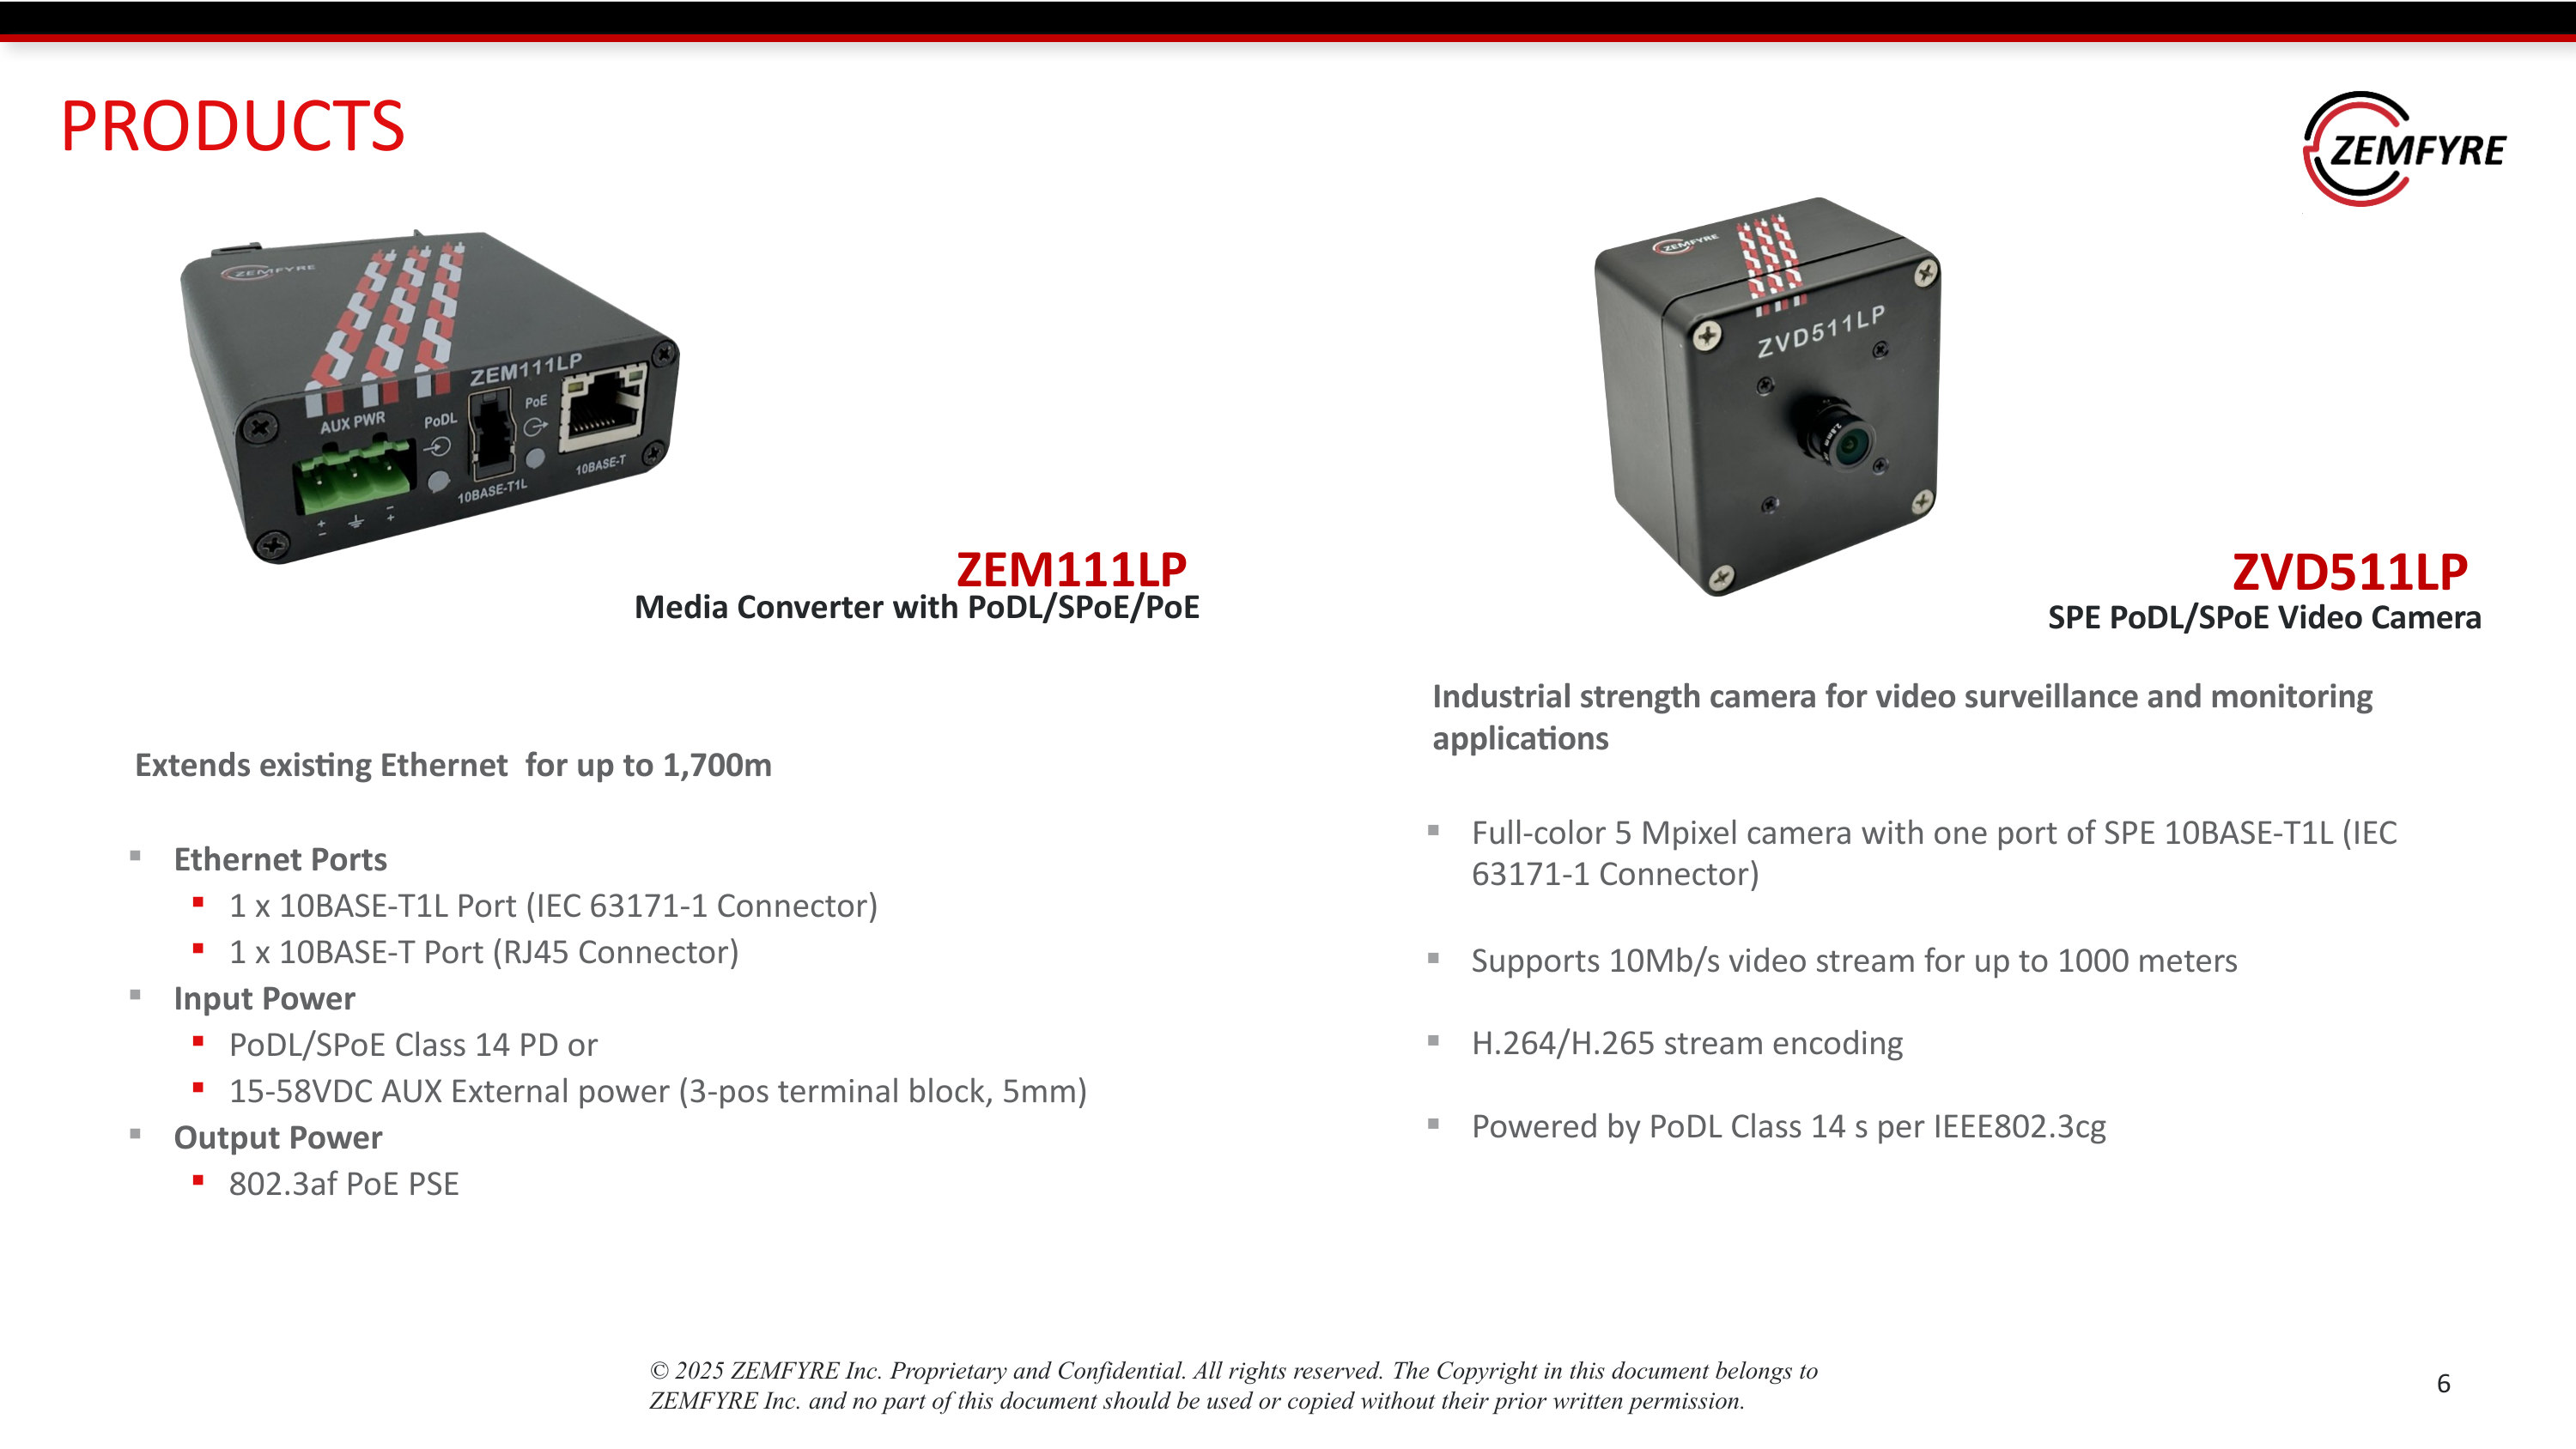 PRODUCTS
ZEMFYRE
ZEMFYRE
ZEM111LP
AUX PWR
PoDL
PoE
10BASE-T1L
10BASE-T
ZEMFYRE
ZVD511LP
2.8mm
ZEM111LP
Media Converter with PoDL/SPoE/PoE
Extends existing Ethernet  for up to 1,700m
▪ Ethernet Ports
▪ 1 x 10BASE-T1L Port (IEC 63171-1 Connector)
▪ 1 x 10BASE-T Port (RJ45 Connector)
▪ Input Power
▪ PoDL/SPoE Class 14 PD or
▪ 15-58VDC AUX External power (3-pos terminal block, 5mm)
▪ Output Power
▪ 802.3af PoE PSE
ZVD511LP
SPE PoDL/SPoE Video Camera
Industrial strength camera for video surveillance and monitoring
applications
▪ Full-color 5 Mpixel camera with one port of SPE 10BASE-T1L (IEC
63171-1 Connector)
▪ Supports 10Mb/s video stream for up to 1000 meters
▪ H.264/H.265 stream encoding
▪ Powered by PoDL Class 14 s per IEEE802.3cg
© 2025 ZEMFYRE Inc. Proprietary and Confidential. All rights reserved. The Copyright in this document belongs to
ZEMFYRE Inc. and no part of this document should be used or copied without their prior written permission.
6